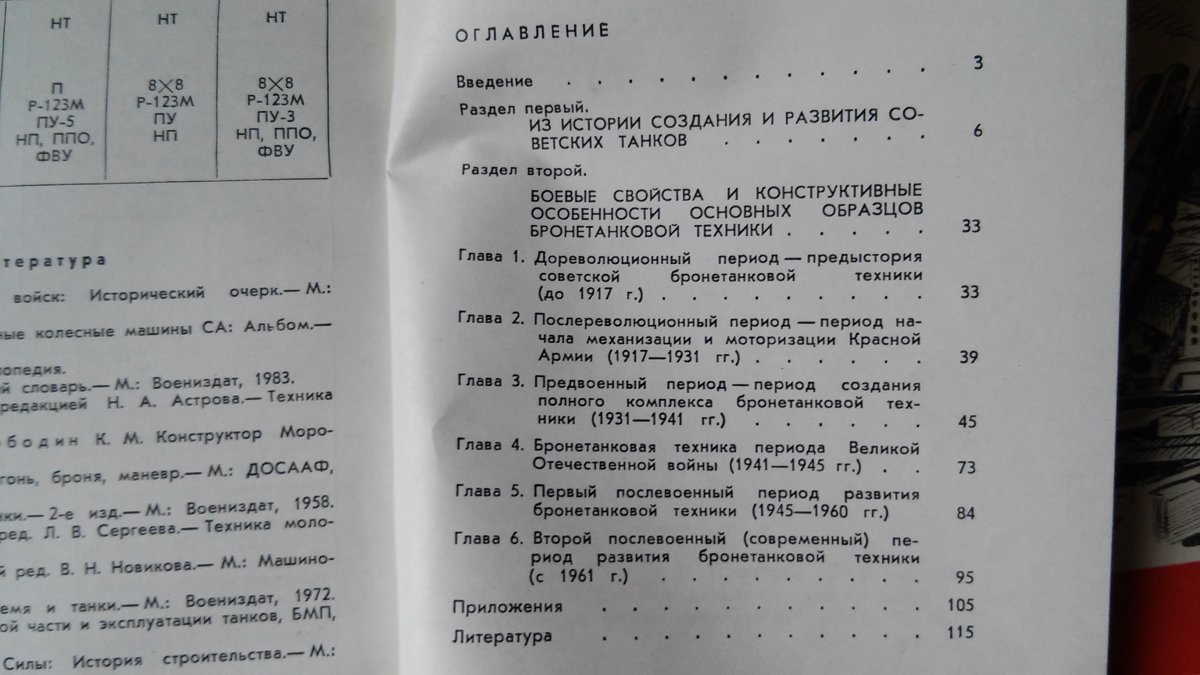 НТ НТ НТ
П 8×8 8×8
Р-123М Р-123М Р-123М
ПУ-5 ПУ ПУ-3
НП, ППО, НП НП, ППО,
ФВУ ФВУ
тература
войск: Исторический очерк.— М.:
ные колесные машины СА: Альбом.—
лопедия.
й словарь.— М.: Воениздат, 1983.
редакцией Н. А. Астрова.— Техника
ободин К. М. Конструктор Моро-
гонь, броня, маневр.— М.: ДОСААФ,
нки.— 2-е изд.— М.: Воениздат, 1958.
ред. Л. В. Сергеева.— Техника моло-
й ред. В. Н. Новикова.— М.: Машино-
емя и танки.— М.: Воениздат, 1972.
ой части и эксплуатации танков, БМП,
Силы: История строительства.— М.:
ОГЛАВЛЕНИЕ
Введение . . . . . . . . . . . . 3
Раздел первый.
ИЗ ИСТОРИИ СОЗДАНИЯ И РАЗВИТИЯ СО-
ВЕТСКИХ ТАНКОВ . . . . . . . 6
Раздел второй.
БОЕВЫЕ СВОЙСТВА И КОНСТРУКТИВНЫЕ
ОСОБЕННОСТИ ОСНОВНЫХ ОБРАЗЦОВ
БРОНЕТАНКОВОЙ ТЕХНИКИ . . . . . 33
Глава 1. Дореволюционный период — предыстория
советской бронетанковой техники
(до 1917 г.) . . . . . . . . . 33
Глава 2. Послереволюционный период — период на-
чала механизации и моторизации Красной
Армии (1917—1931 гг.) . . . . . . 39
Глава 3. Предвоенный период — период создания
полного комплекса бронетанковой тех-
ники (1931—1941 гг.) . . . . . . 45
Глава 4. Бронетанковая техника периода Великой
Отечественной войны (1941—1945 гг.) . . 73
Глава 5. Первый послевоенный период развития
бронетанковой техники (1945—1960 гг.) 84
Глава 6. Второй послевоенный (современный) пе-
риод развития бронетанковой техники
(с 1961 г.) . . . . . . . . . 95
Приложения . . . . . . . . . . . 105
Литература . . . . . . . . . . . 115